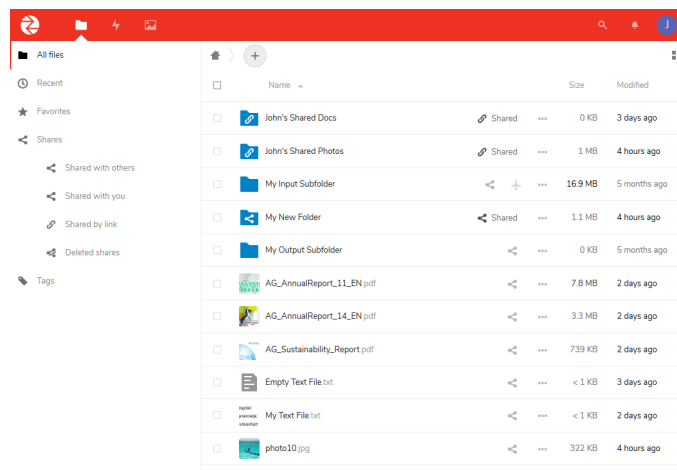 J
All files
Recent
Favorites
Shares
Shared with others
Shared with you
Shared by link
Deleted shares
Tags
Name Size Modified
John's Shared Docs Shared 0 KB 3 days ago
John's Shared Photos Shared 1 MB 4 hours ago
My Input Subfolder 16.9 MB 5 months ago
My New Folder Shared 1.1 MB 4 hours ago
My Output Subfolder 0 KB 5 months ago
AG_AnnualReport_11_EN.pdf 7.8 MB 2 days ago
AG_AnnualReport_14_EN.pdf 3.3 MB 2 days ago
AG_Sustainability_Report.pdf 739 KB 2 days ago
Empty Text File.txt < 1 KB 3 days ago
My Text File.txt < 1 KB 2 days ago
photo10.jpg 322 KB 4 hours ago